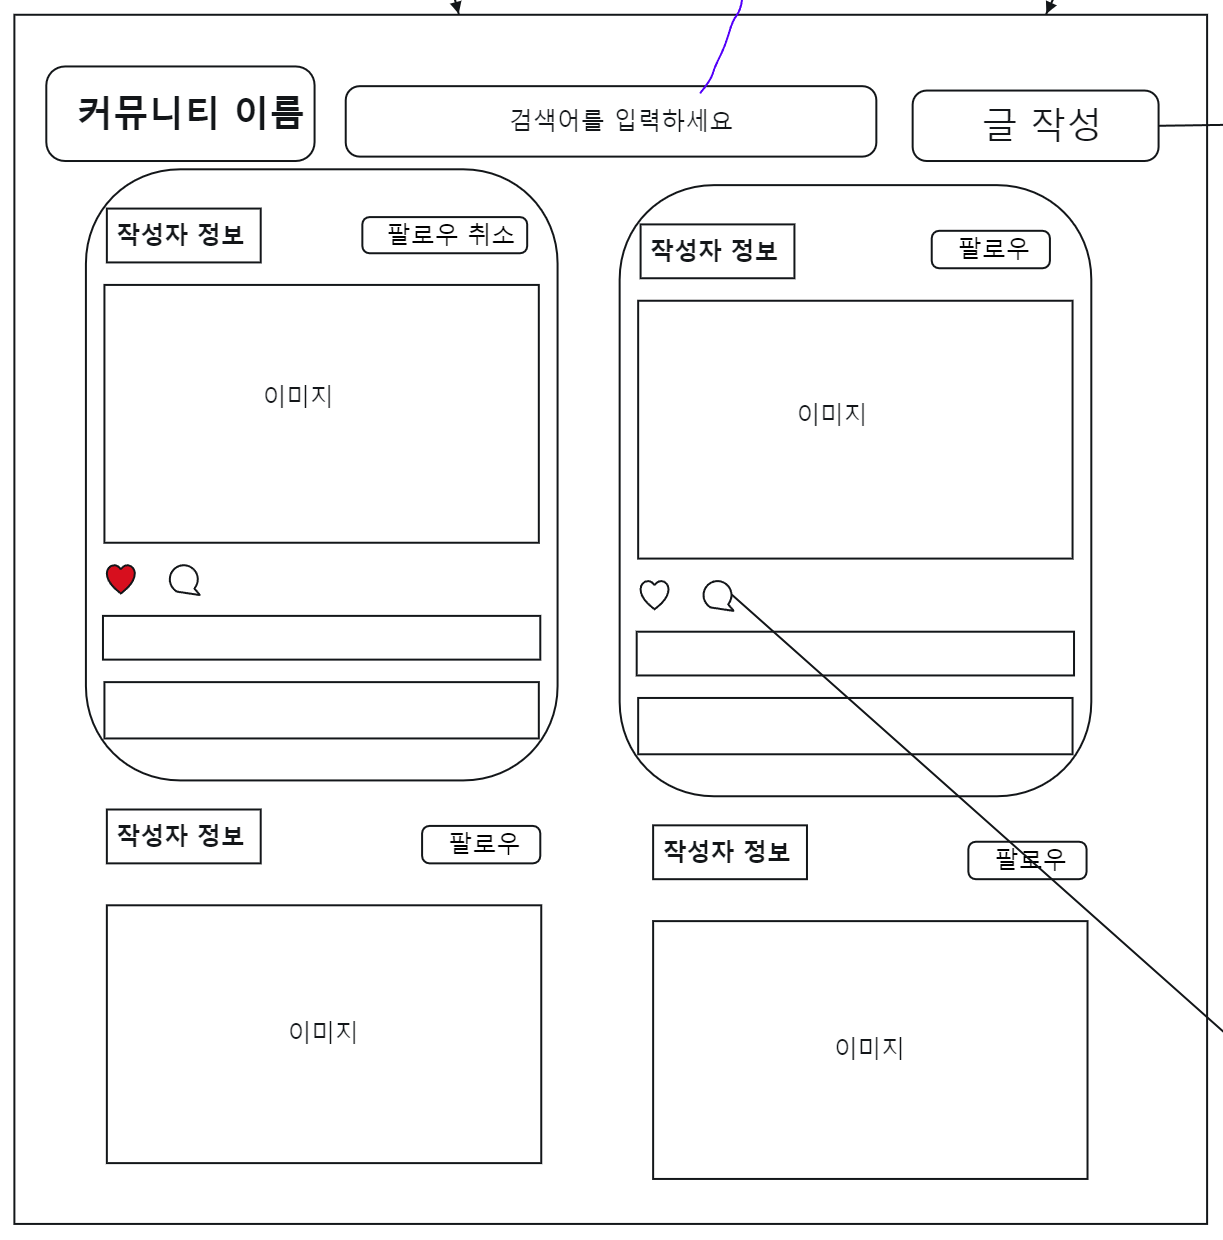 커뮤니티 이름
검색어를 입력하세요
글 작성
작성자 정보
팔로우 취소
작성자 정보
팔로우
이미지
이미지
작성자 정보
팔로우
작성자 정보
팔로우
이미지
이미지